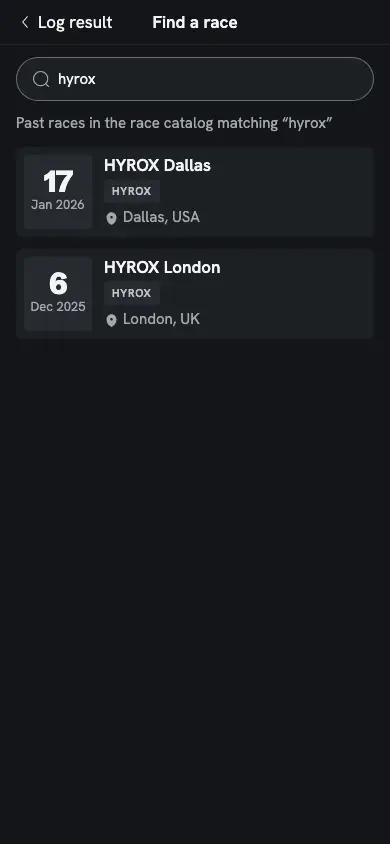 Log result
Find a race
hyrox
Past races in the race catalog matching “hyrox”
17
Jan 2026
HYROX Dallas
HYROX
Dallas, USA
6
Dec 2025
HYROX London
HYROX
London, UK